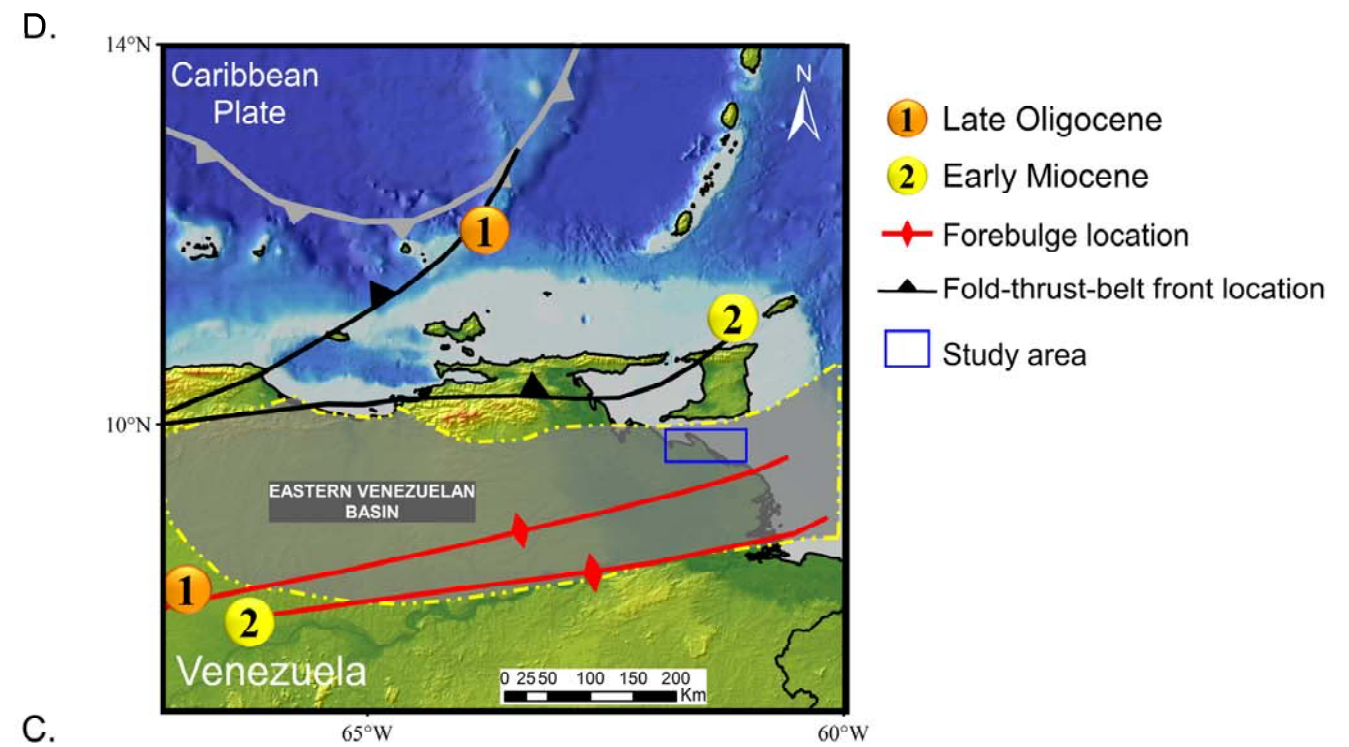 D.
14°N
Caribbean
Plate
N
1 Late Oligocene
2 Early Miocene
Forebulge location
Fold-thrust-belt front location
Study area
1
2
10°N
EASTERN VENEZUELAN
BASIN
1
2
Venezuela
0 25 50 100 150 200
Km
C.
65°W
60°W